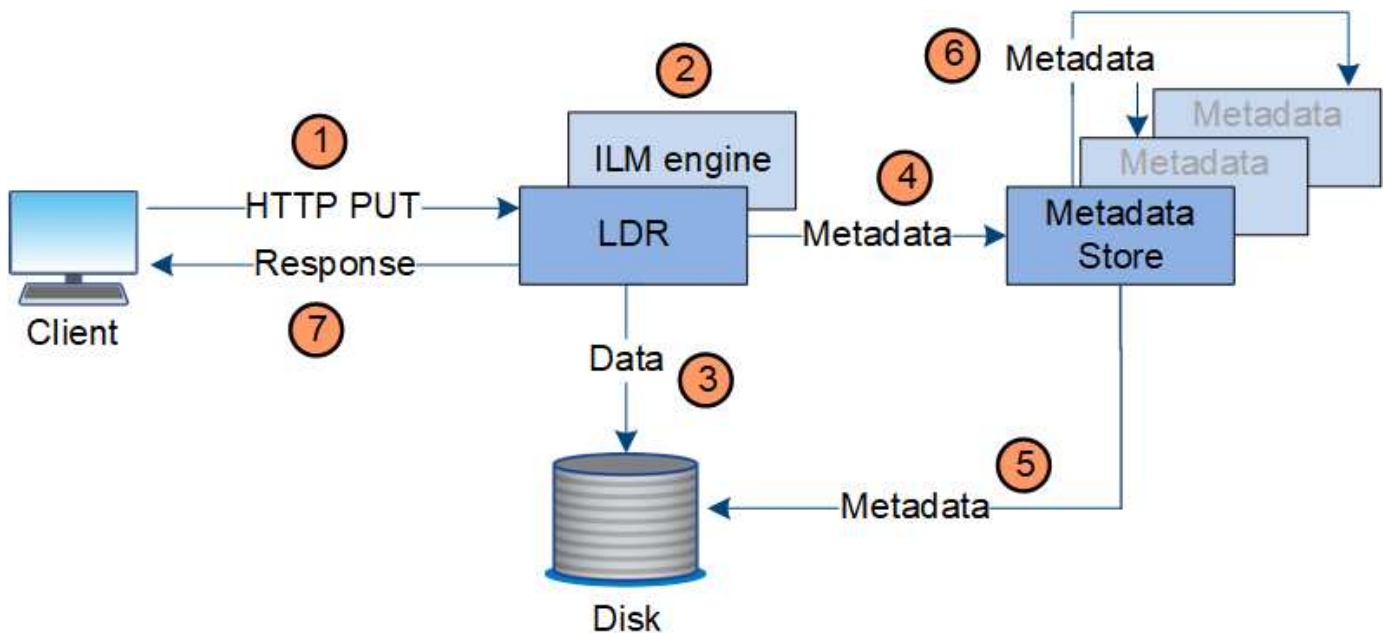 6
Metadata
2
Metadata
1
ILM engine
Metadata
4
HTTP PUT
LDR
Metadata
Metadata
Store
Response
Client
7
Data
3
5
Metadata
Disk